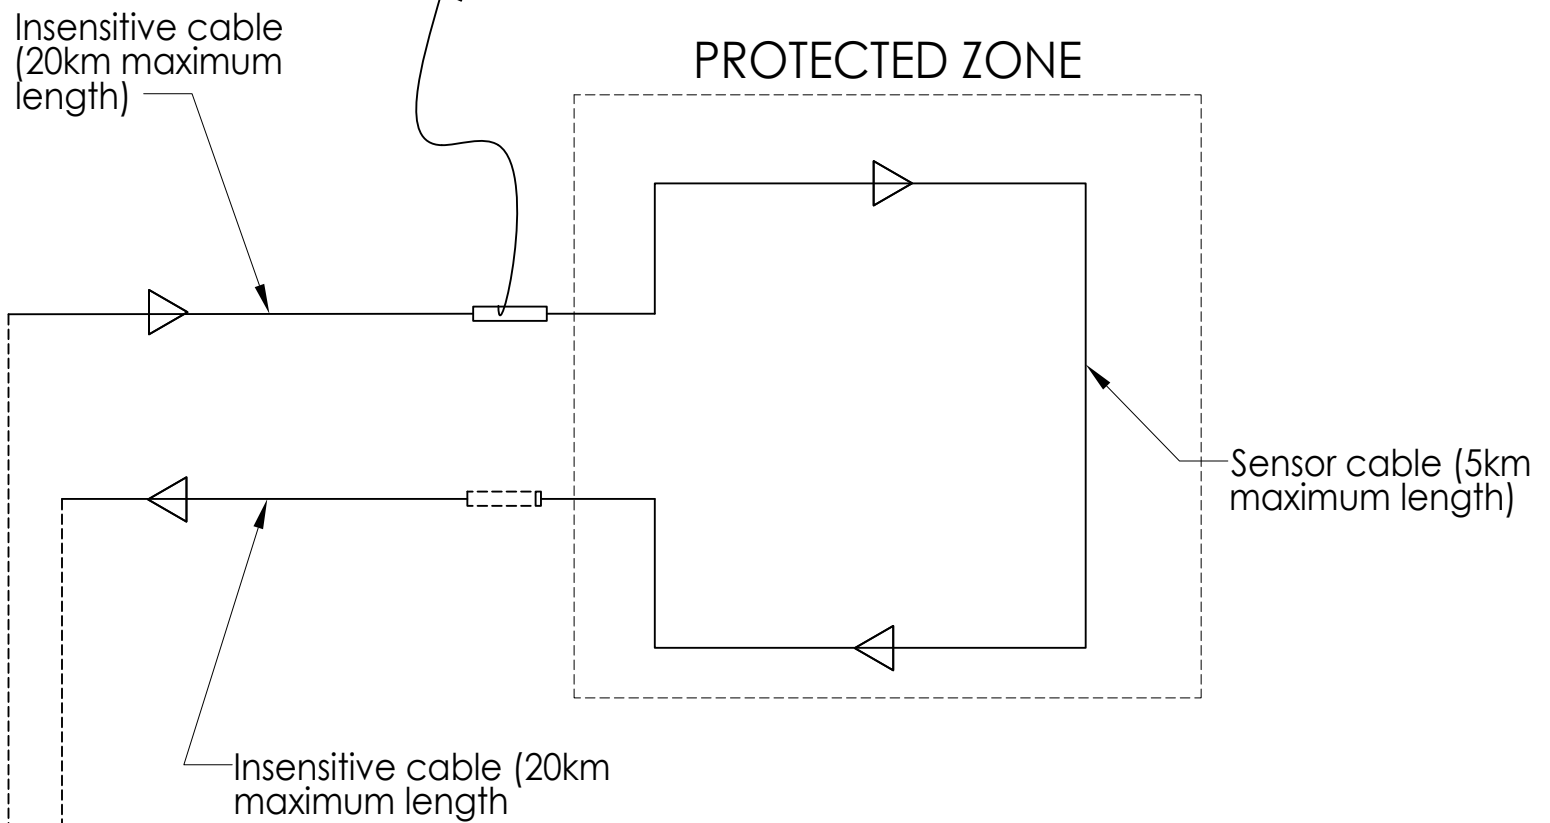 Insensitive cable
(20km maximum
length)
PROTECTED ZONE
Sensor cable (5km
maximum length)
Insensitive cable (20km
maximum length